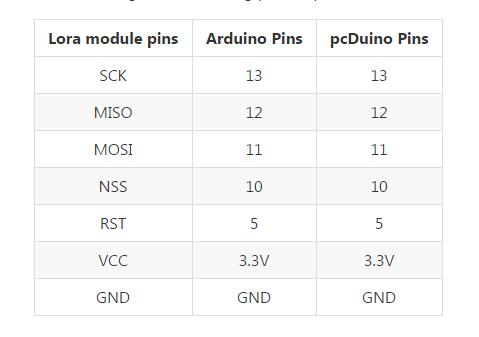 Lora module pins Arduino Pins pcDuino Pins
SCK 13 13
MISO 12 12
MOSI 11 11
NSS 10 10
RST 5 5
VCC 3.3V 3.3V
GND GND GND